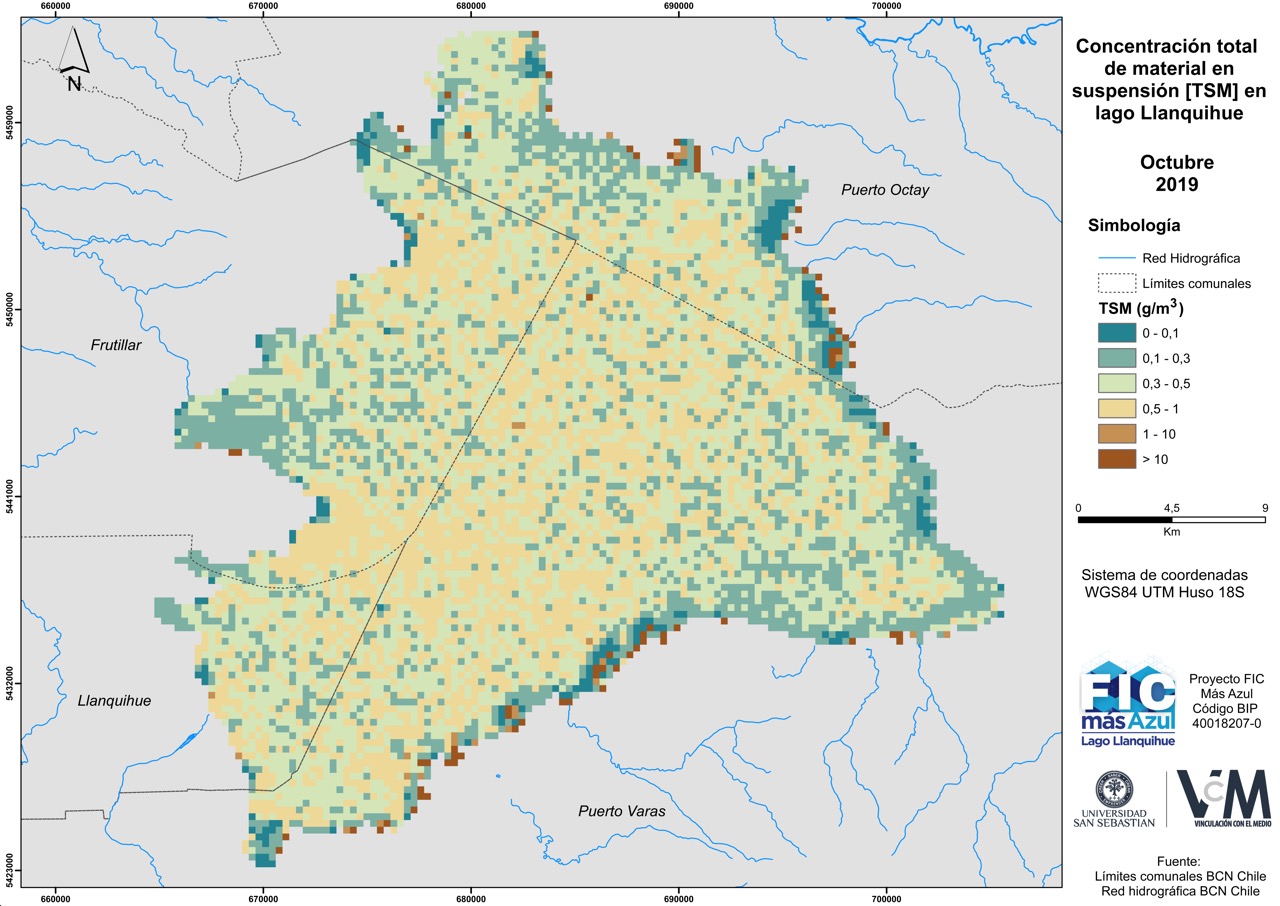 660000
670000
680000
690000
700000
N
5459000
5450000
5441000
5432000
5423000
Puerto Octay
Frutillar
Llanquihue
Puerto Varas
660000
670000
680000
690000
700000
Concentración total
de material en
suspensión [TSM] en
lago Llanquihue
Octubre
2019
Simbología
Red Hidrográfica
Límites comunales
TSM (g/m³)
0 - 0,1
0,1 - 0,3
0,3 - 0,5
0,5 - 1
1 - 10
> 10
0 4,5 9
Km
Sistema de coordenadas
WGS84 UTM Huso 18S
FIC
más Azul
Lago Llanquihue
Proyecto FIC
Más Azul
Código BIP
40018207-0
UNIVERSIDAD
SAN SEBASTIAN
VCM
VINCULACIÓN CON EL MEDIO
Fuente:
Límites comunales BCN Chile
Red hidrográfica BCN Chile